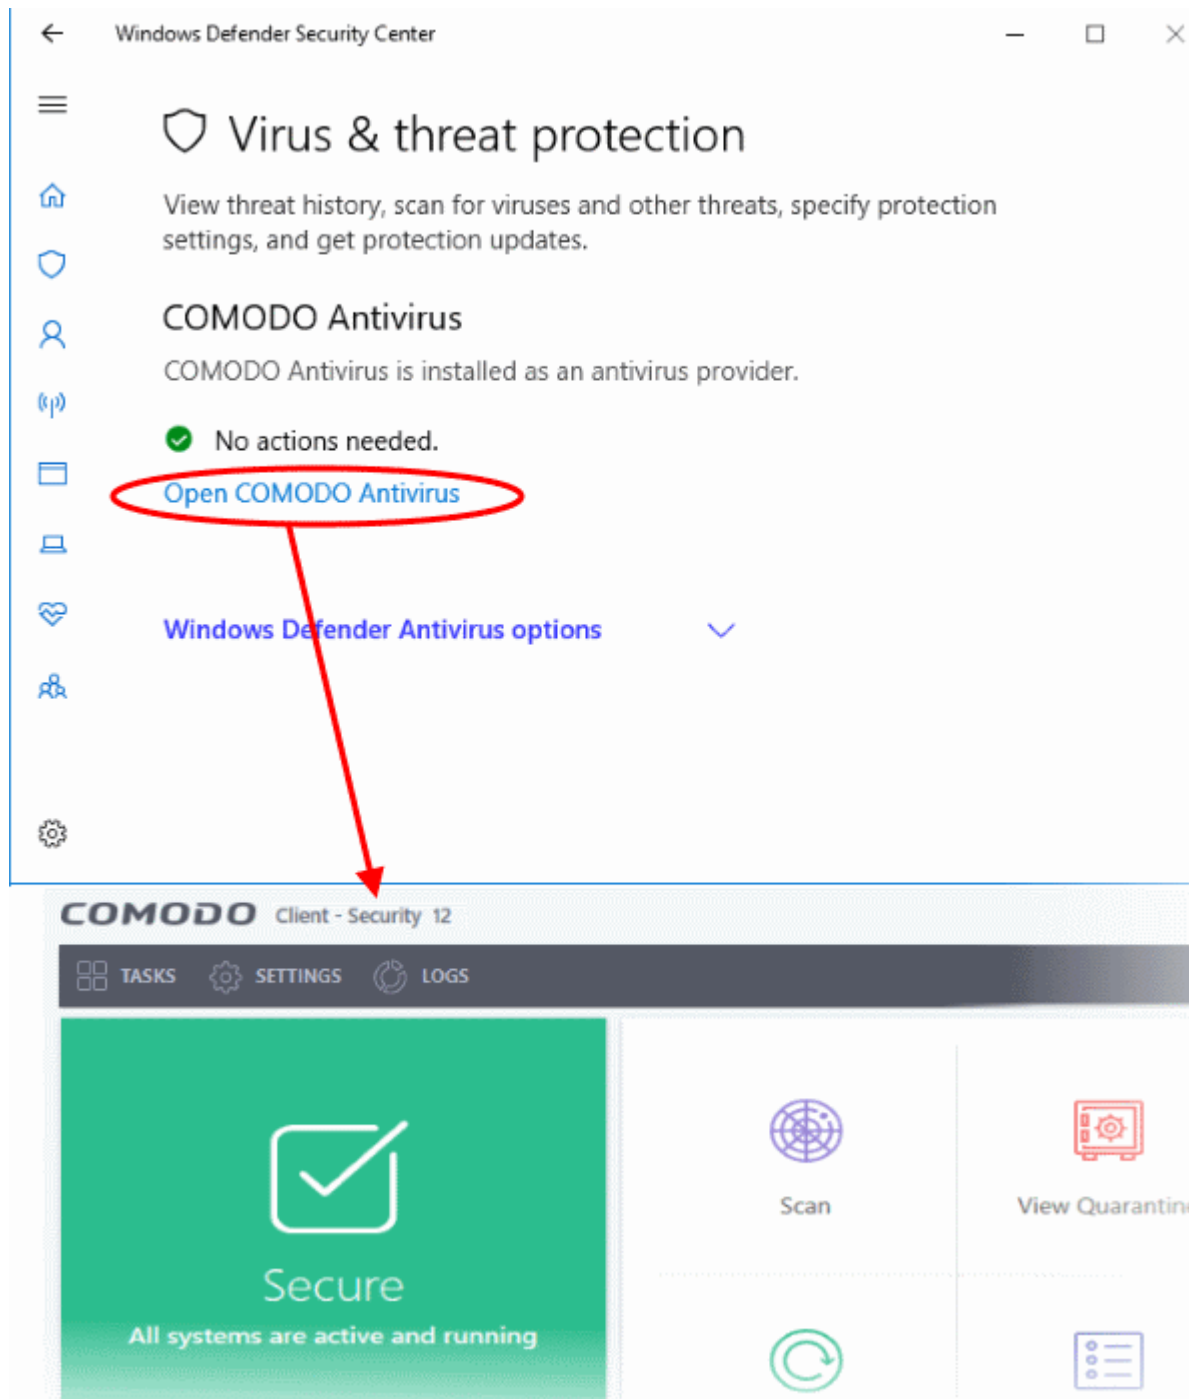 Windows Defender Security Center
Virus & threat protection
View threat history, scan for viruses and other threats, specify protection
settings, and get protection updates.
COMODO Antivirus
COMODO Antivirus is installed as an antivirus provider.
No actions needed.
Open COMODO Antivirus
Windows Defender Antivirus options
COMODO Client - Security 12
TASKS SETTINGS LOGS
Scan
View Quarantine
Secure
All systems are active and running